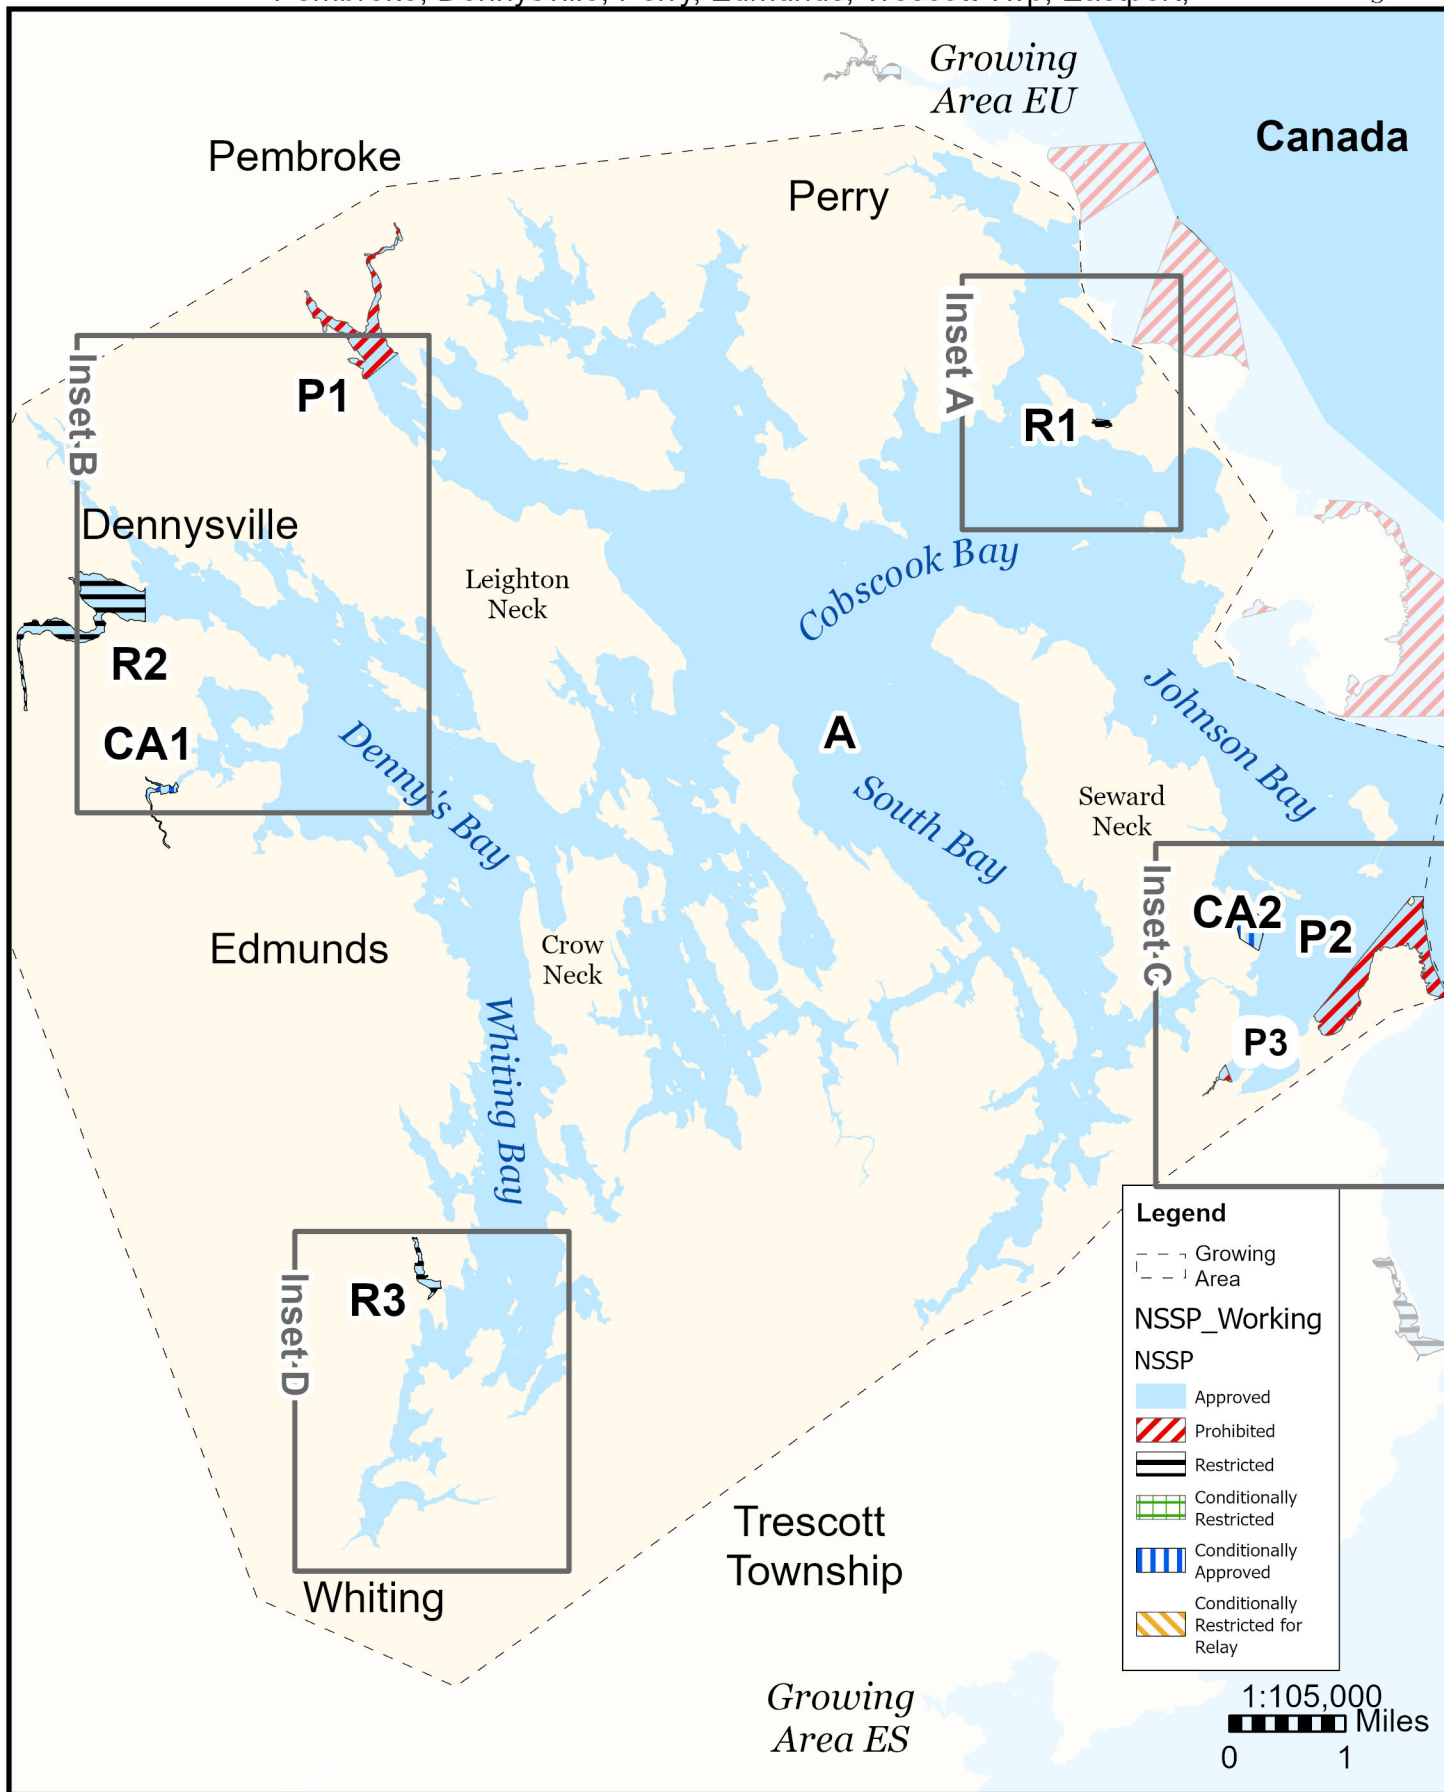 Growing
Area EU
Canada
Pembroke
Perry
Inset A
R1
P1
Inset B
Dennysville
Leighton
Neck
Cobscook Bay
R2
CA1
Denny's Bay
A
South Bay
Johnson Bay
Seward
Neck
Inset C
CA2
P2
P3
Edmunds
Crow
Neck
Whiting Bay
Inset D
R3
Whiting
Trescott
Township
Growing
Area ES
Legend
Growing
Area
NSSP_Working
NSSP
Approved
Prohibited
Restricted
Conditionally
Restricted
Conditionally
Approved
Conditionally
Restricted for
Relay
1:105,000
Miles
0 1